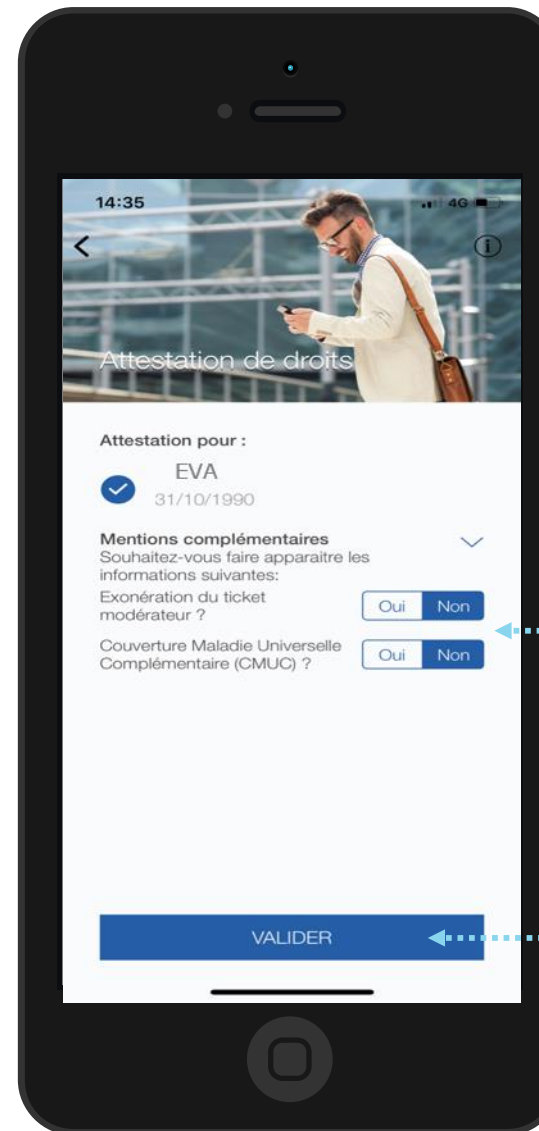 14:35
4G
Attestation de droits
Attestation pour :
EVA
31/10/1990
Mentions complémentaires
Souhaitez-vous faire apparaitre les
informations suivantes:
Exonération du ticket
modérateur ?
Oui Non
Couverture Maladie Universelle
Complémentaire (CMUC) ?
Oui Non
VALIDER